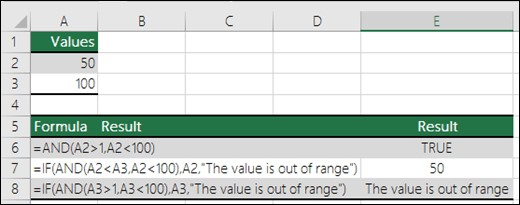 A B C D E
1 Values
2 50
3 100
4
5 Formula Result Result
6 =AND(A2>1,A2<100) TRUE
7 =IF(AND(A2<A3,A2<100),A2,"The value is out of range") 50
8 =IF(AND(A3>1,A3<100),A3,"The value is out of range") The value is out of range